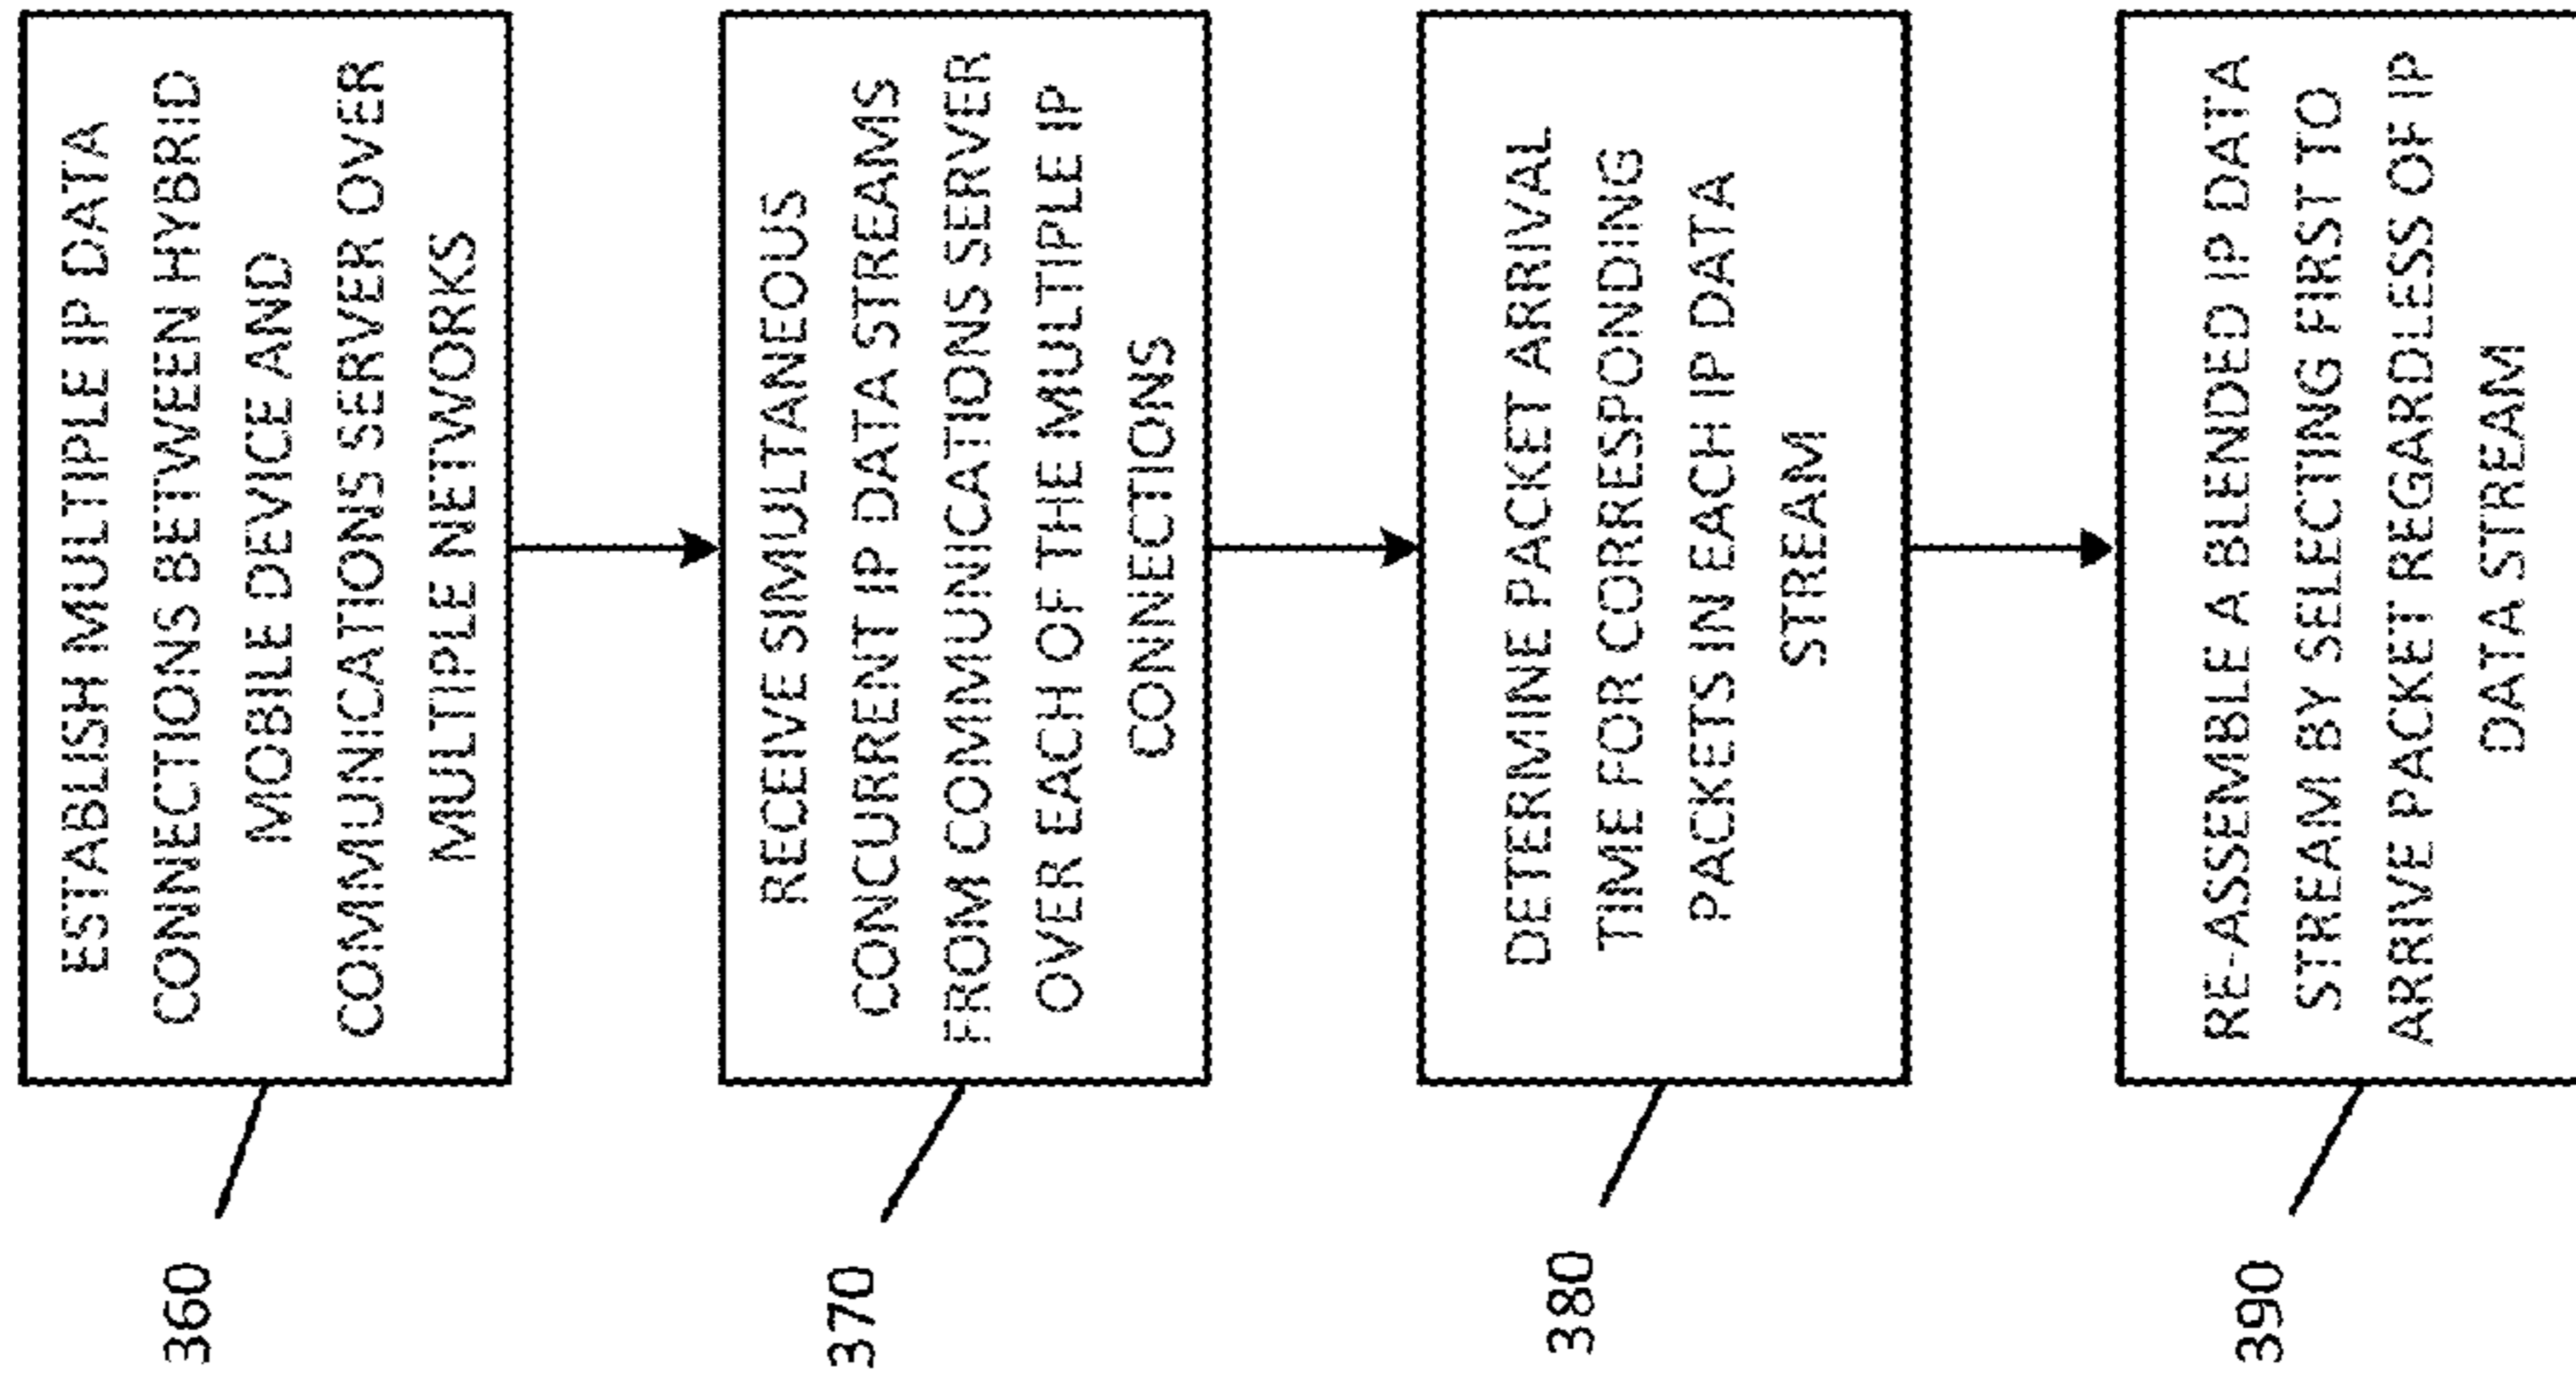 360
ESTABLISH MULTIPLE IP DATA
CONNECTIONS BETWEEN HYBRID
MOBILE DEVICE AND
COMMUNICATIONS SERVER OVER
MULTIPLE NETWORKS
370
RECEIVE SIMULTANEOUS
CONCURRENT IP DATA STREAMS
FROM COMMUNICATIONS SERVER
OVER EACH OF THE MULTIPLE IP
CONNECTIONS
380
DETERMINE PACKET ARRIVAL
TIME FOR CORRESPONDING
PACKETS IN EACH IP DATA
STREAM
390
RE-ASSEMBLE A BLENDED IP DATA
STREAM BY SELECTING FIRST TO
ARRIVE PACKET REGARDLESS OF IP
DATA STREAM